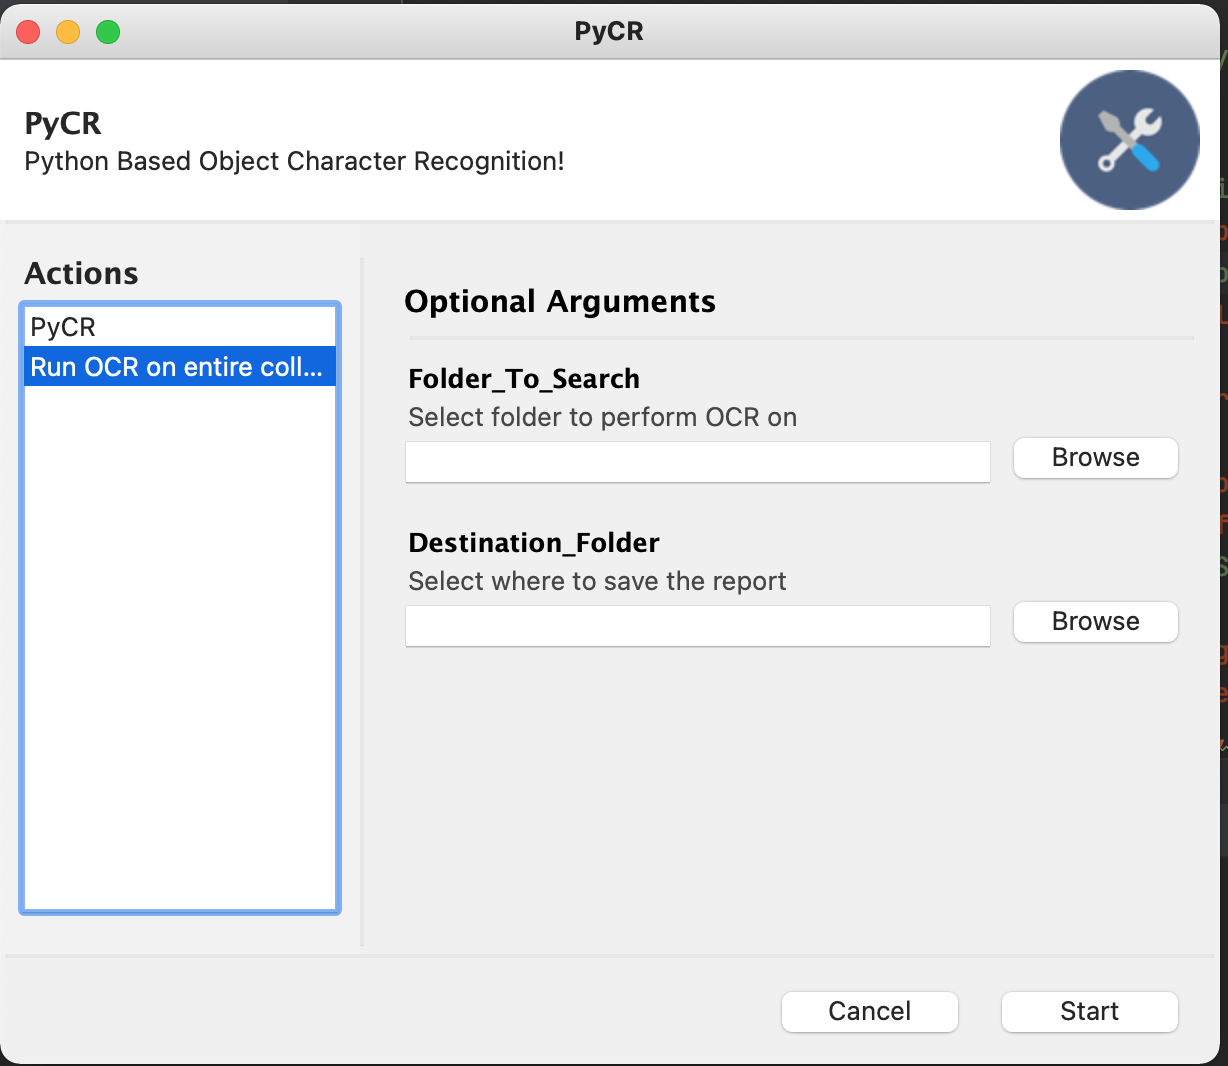 PyCR
PyCR
Python Based Object Character Recognition!
Actions
PyCR
Run OCR on entire coll...
Optional Arguments
Folder_To_Search
Select folder to perform OCR on
Browse
Destination_Folder
Select where to save the report
Browse
Cancel
Start